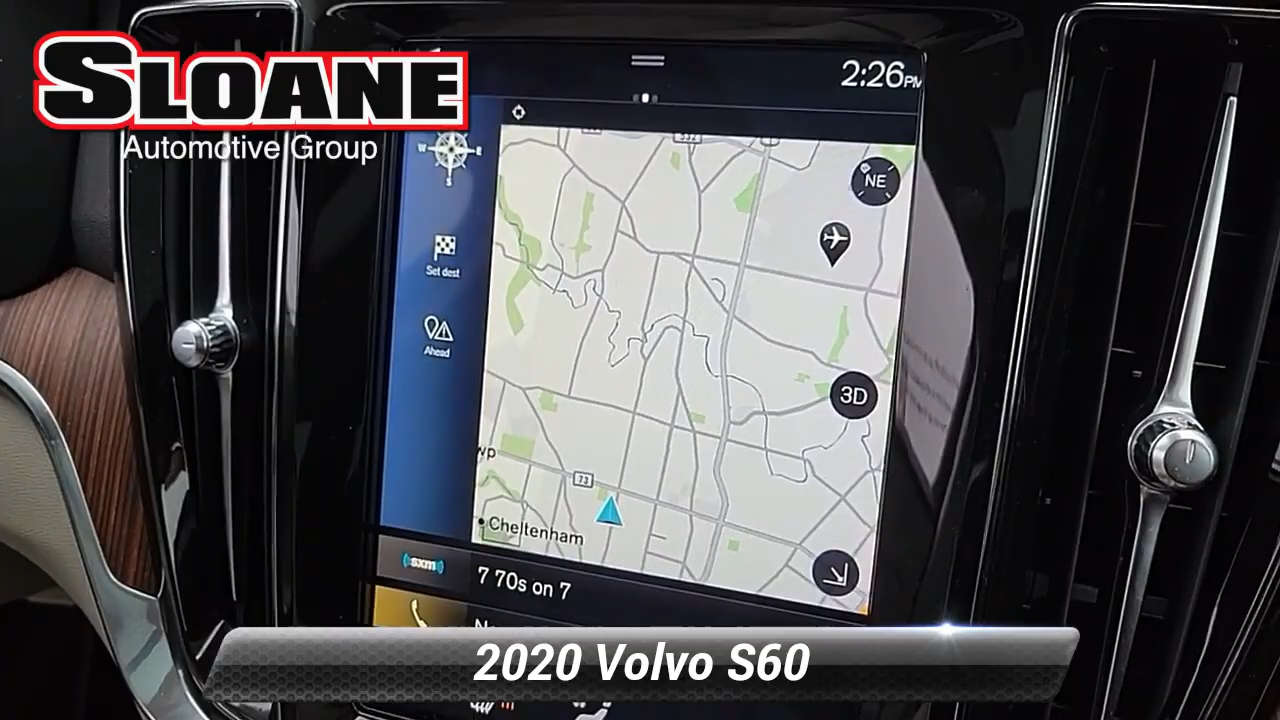 SLOANE
Automotive Group
2:26PM
W E
S
NE
Set dest
Ahead
3D
73
Cheltenham
sxm
7 70s on 7
2020 Volvo S60